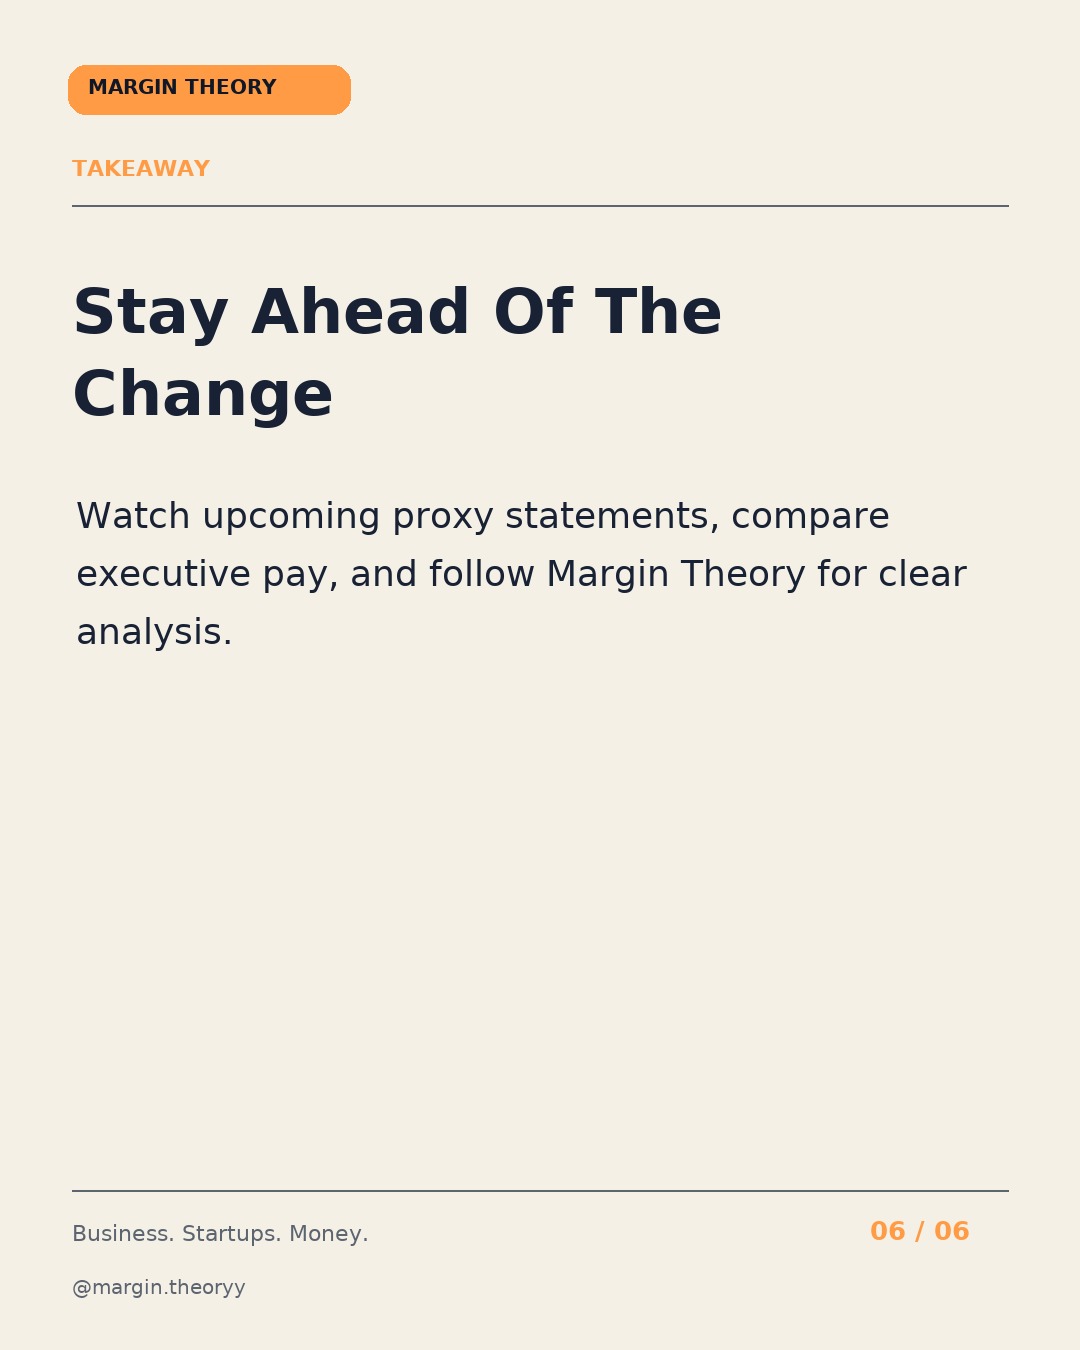 MARGIN THEORY
TAKEAWAY
Stay Ahead Of The
Change
Watch upcoming proxy statements, compare
executive pay, and follow Margin Theory for clear
analysis.
Business. Startups. Money.
06 / 06
@margin.theoryy